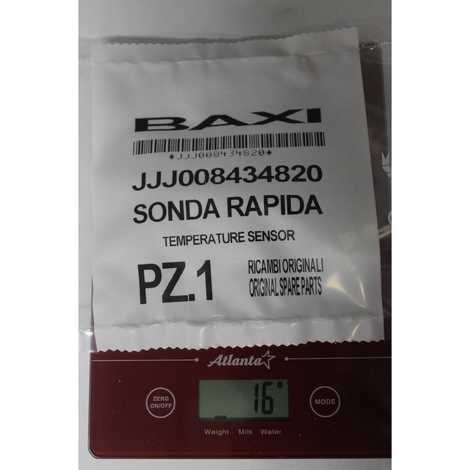 BAXI
*JJJ008434820*
JJJ008434820
SONDA RAPIDA
TEMPERATURE SENSOR
PZ.1
RICAMBI ORIGINALI
ORIGINAL SPARE PARTS
Atlanta
ZERO
ON/OFF
16
MODE
Weight Milk Water